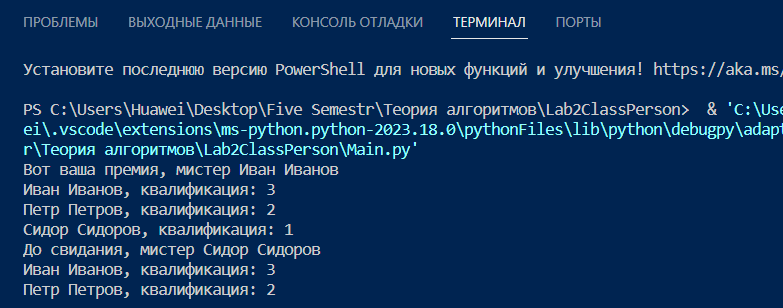 ПРОБЛЕМЫ ВЫХОДНЫЕ ДАННЫЕ КОНСОЛЬ ОТЛАДКИ ТЕРМИНАЛ ПОРТЫ
Установите последнюю версию PowerShell для новых функций и улучшения! https://aka.ms/
PS C:\Users\Huawei\Desktop\Five Semestr\Теория алгоритмов\Lab2ClassPerson>  & 'C:\Use
ei\.vscode\extensions\ms-python.python-2023.18.0\pythonFiles\lib\python\debugpy\adapt
r\Теория алгоритмов\Lab2ClassPerson\Main.py'
Вот ваша премия, мистер Иван Иванов
Иван Иванов, квалификация: 3
Петр Петров, квалификация: 2
Сидор Сидоров, квалификация: 1
До свидания, мистер Сидор Сидоров
Иван Иванов, квалификация: 3
Петр Петров, квалификация: 2